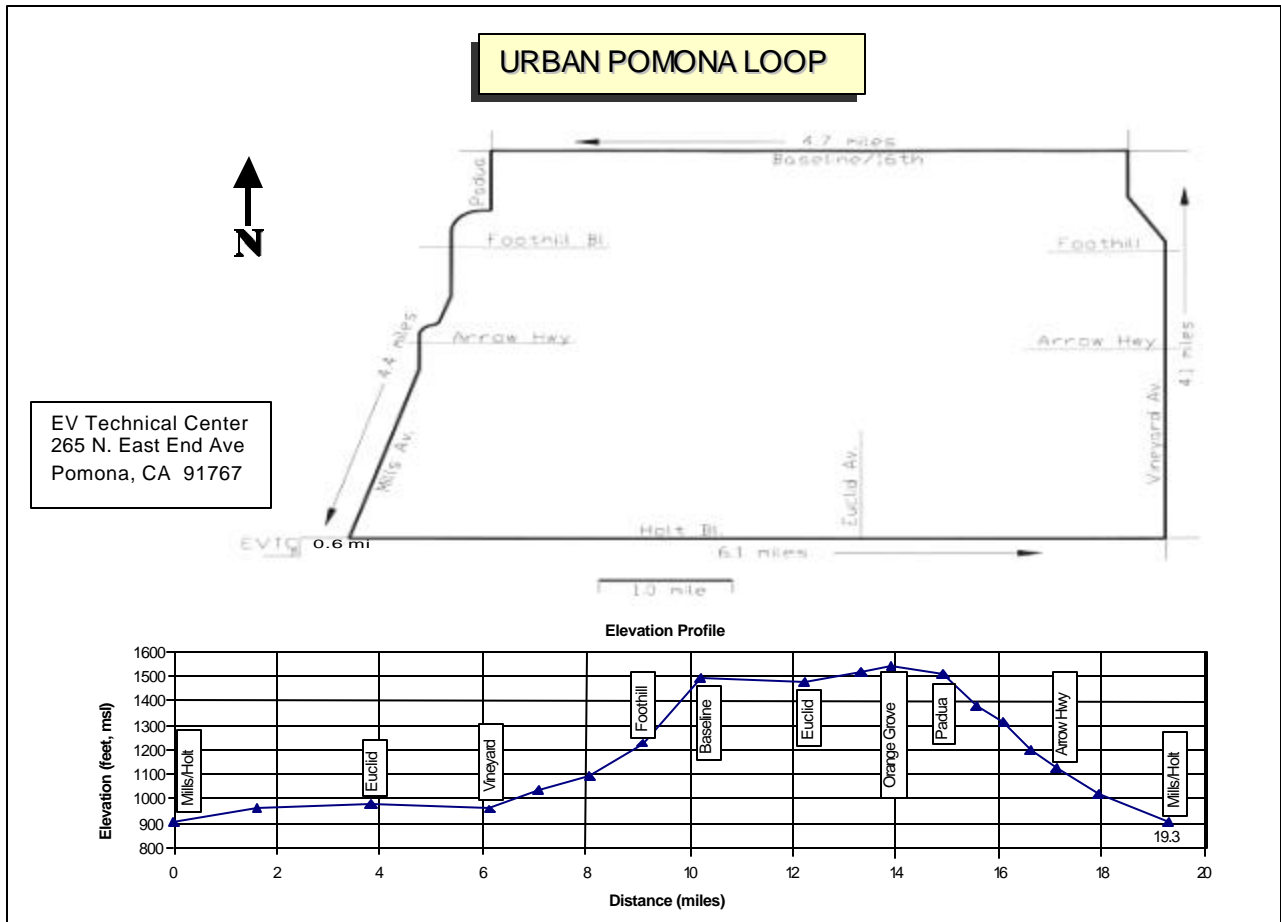 URBAN POMONA LOOP
4.7 miles
Baseline/16th
Padua
N
Foothill Bl.
Foothill
Arrow Hwy
Arrow Hwy
4.4 miles
4.1 miles
EV Technical Center
265 N. East End Ave
Pomona, CA 91767
Mills Av.
Euclid Av.
Vineyard Av.
Holt Bl.
EVTC
0.6 mi
6.1 miles
1.0 mile
Elevation Profile
Elevation (feet, msl)
1600
1500
1400
1300
1200
1100
1000
900
800
Mills/Holt
Euclid
Vineyard
Foothill
Baseline
Euclid
Orange Grove
Padua
Arrow Hwy
Mills/Holt
19.3
0 2 4 6 8 10 12 14 16 18 20
Distance (miles)